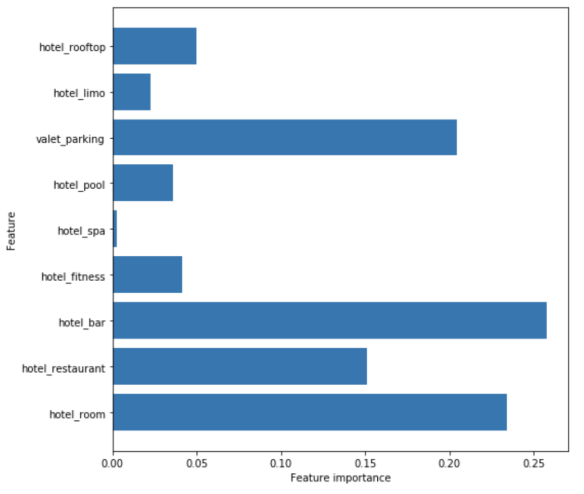 hotel_rooftop
hotel_limo
valet_parking
hotel_pool
hotel_spa
hotel_fitness
hotel_bar
hotel_restaurant
hotel_room
Feature
0.00 0.05 0.10 0.15 0.20 0.25
Feature importance